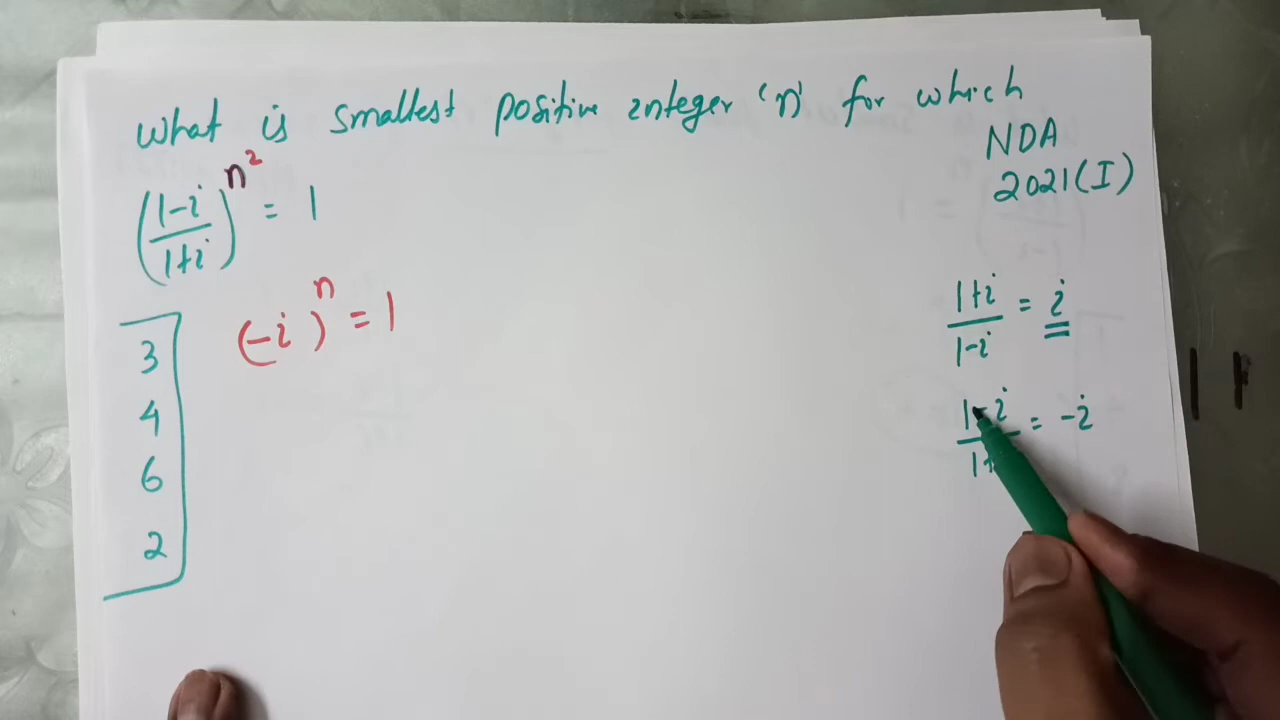 What is smallest positive integer 'n' for which
NDA
2021(I)
(1-i/1+i)^n^2 = 1
(-i)^n = 1
3
4
6
2
1+i/1-i = i
1-i/1+ = -i